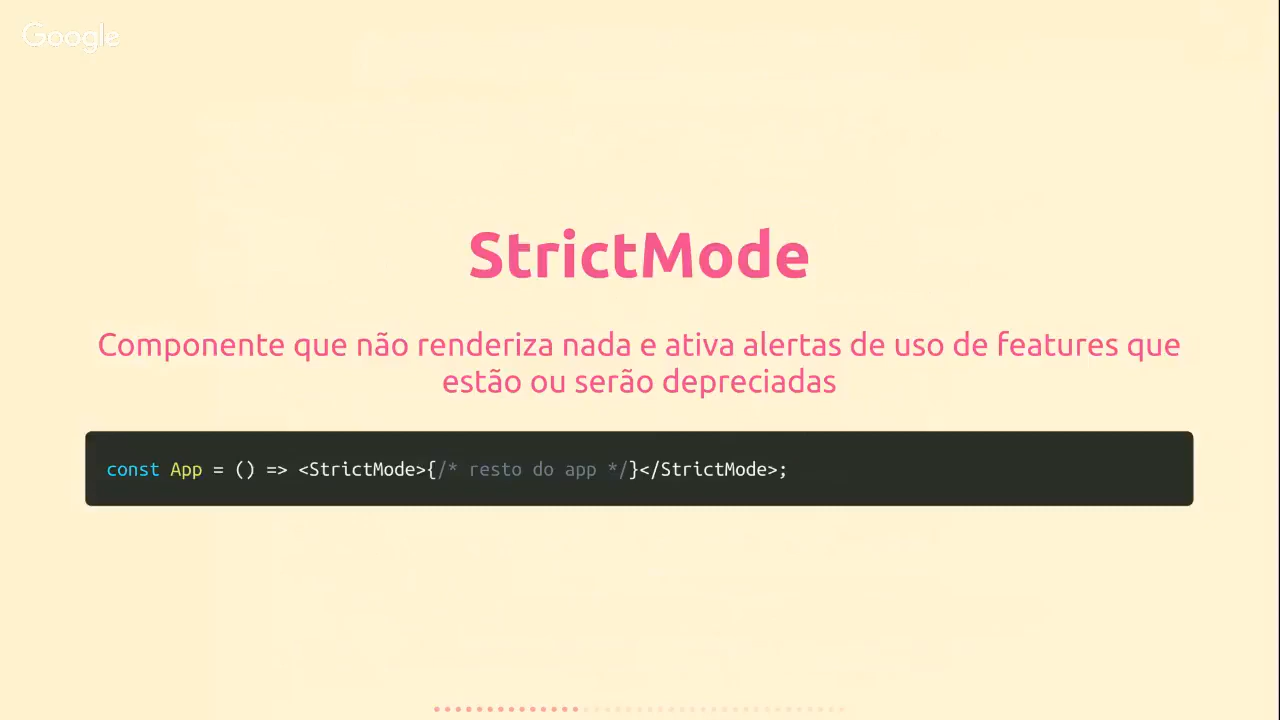 Google
StrictMode
Componente que não renderiza nada e ativa alertas de uso de features que
estão ou serão depreciadas
const App = () => <StrictMode>{/* resto do app */}</StrictMode>;